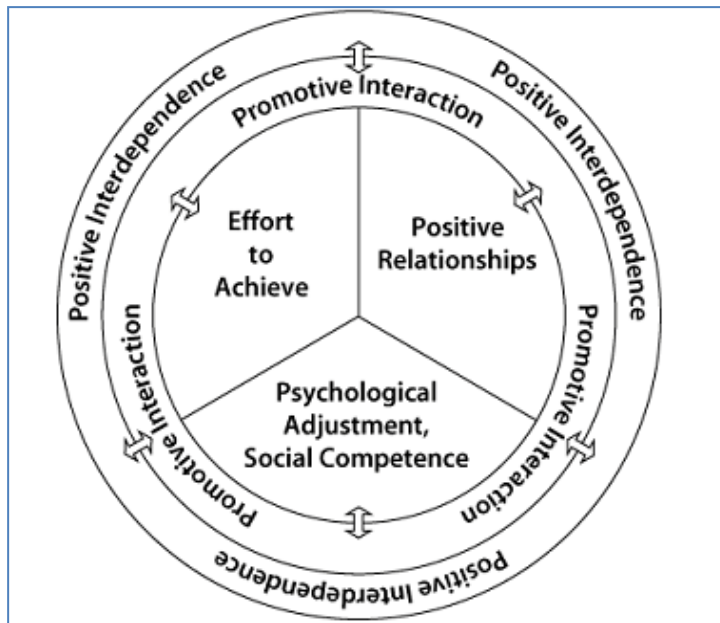 Positive Interdependence
Positive Interdependence
Promotive Interaction
Effort
to
Achieve
Positive
Relationships
Promotive Interaction
Promotive Interaction
Psychological
Adjustment,
Social Competence
Positive Interdependence